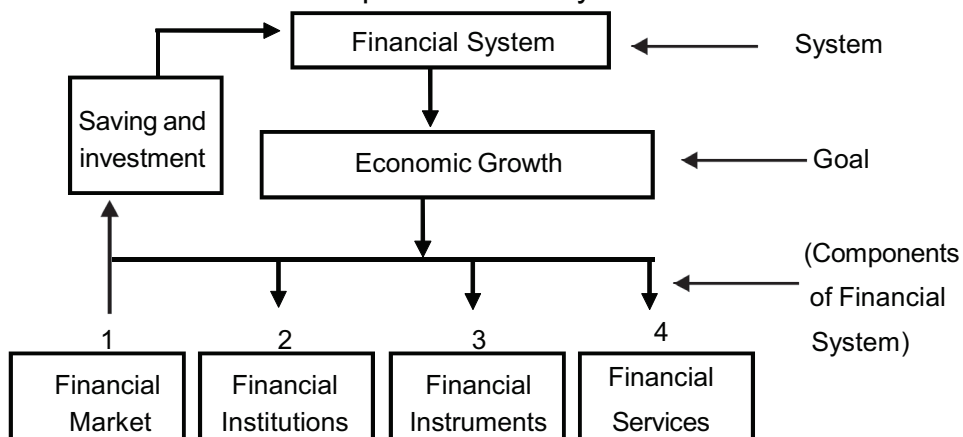 Financial System
System
Saving and
investment
Economic Growth
Goal
(Components
of Financial
System)
1
2
3
4
Financial
Market
Financial
Institutions
Financial
Instruments
Financial
Services